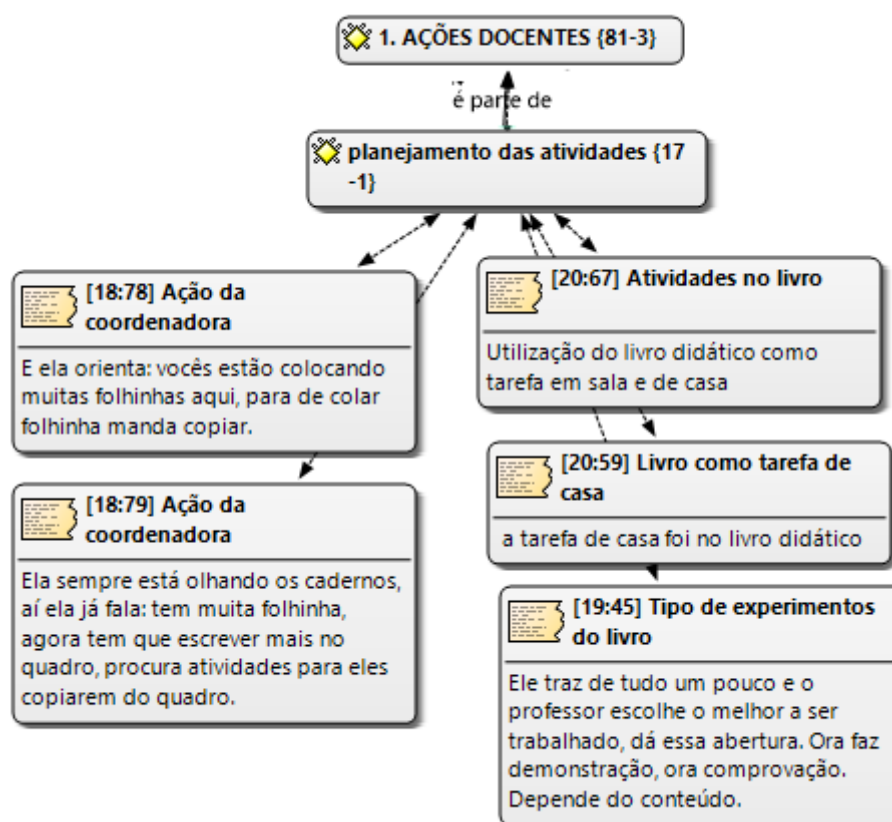 1. AÇÕES DOCENTES {81-3}
é parte de
planejamento das atividades {17
-1}
[18:78] Ação da
coordenadora
E ela orienta: vocês estão colocando
muitas folhinhas aqui, para de colar
folhinha manda copiar.
[18:79] Ação da
coordenadora
Ela sempre está olhando os cadernos,
aí ela já fala: tem muita folhinha,
agora tem que escrever mais no
quadro, procura atividades para eles
copiarem do quadro.
[20:67] Atividades no livro
Utilização do livro didático como
tarefa em sala e de casa
[20:59] Livro como tarefa de
casa
a tarefa de casa foi no livro didático
[19:45] Tipo de experimentos
do livro
Ele traz de tudo um pouco e o
professor escolhe o melhor a ser
trabalhado, dá essa abertura. Ora faz
demonstração, ora comprovação.
Depende do conteúdo.